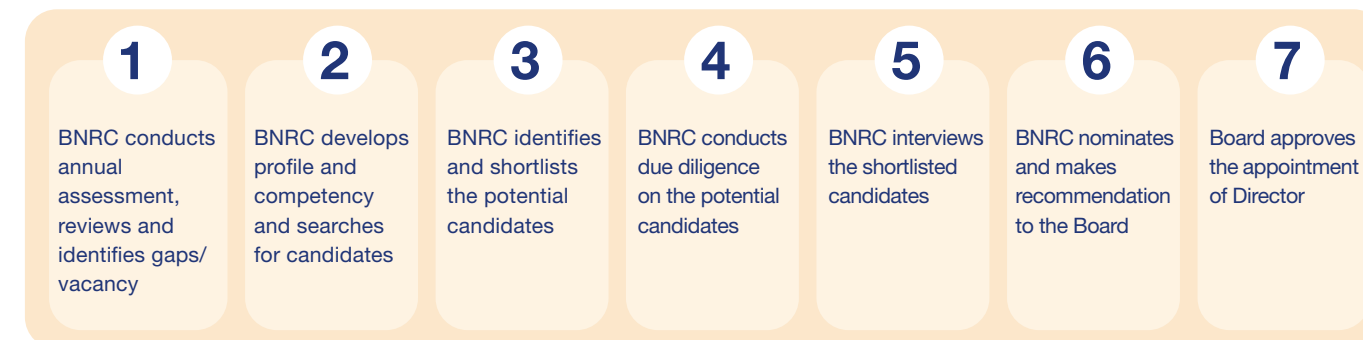 1
BNRC conducts
annual
assessment,
reviews and
identifies gaps/
vacancy
2
BNRC develops
profile and
competency
and searches
for candidates
3
BNRC identifies
and shortlists
the potential
candidates
4
BNRC conducts
due diligence
on the potential
candidates
5
BNRC interviews
the shortlisted
candidates
6
BNRC nominates
and makes
recommendation
to the Board
7
Board approves
the appointment
of Director